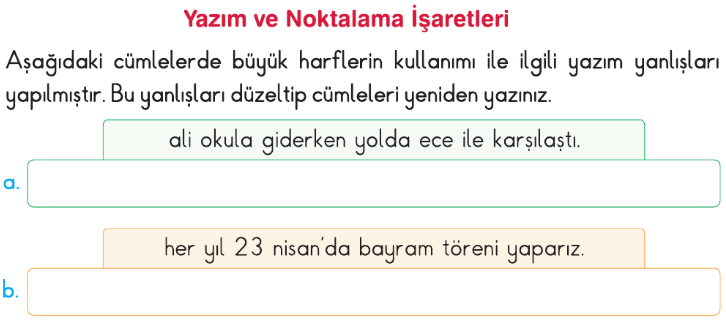 Yazım ve Noktalama İşaretleri
Aşağıdaki cümlelerde büyük harflerin kullanımı ile ilgili yazım yanlışları
yapılmıştır. Bu yanlışları düzeltip cümleleri yeniden yazınız.
ali okula giderken yolda ece ile karşılaştı.
a.
her yıl 23 nisan'da bayram töreni yaparız.
b.